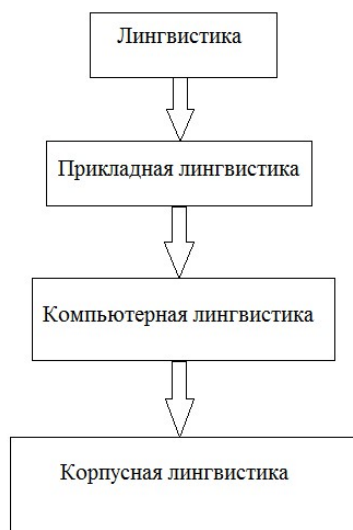 Лингвистика
Прикладная лингвистика
Компьютерная лингвистика
Корпусная лингвистика